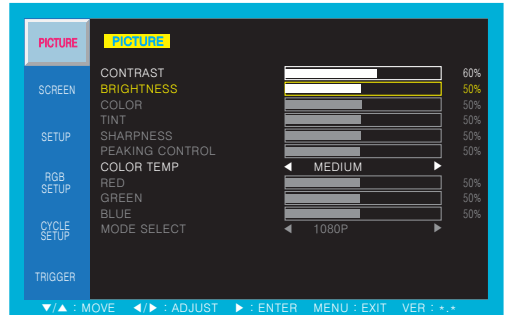 PICTURE
SCREEN
SETUP
RGB
SETUP
CYCLE
SETUP
TRIGGER
PICTURE
CONTRAST 60%
BRIGHTNESS 50%
COLOR 50%
TINT 50%
SHARPNESS 50%
PEAKING CONTROL 50%
COLOR TEMP ◀ MEDIUM ▶
RED 50%
GREEN 50%
BLUE 50%
MODE SELECT ◀ 1080P ▶
▼/▲ : MOVE ◀/▶ : ADJUST ▶ : ENTER MENU : EXIT VER : *.*